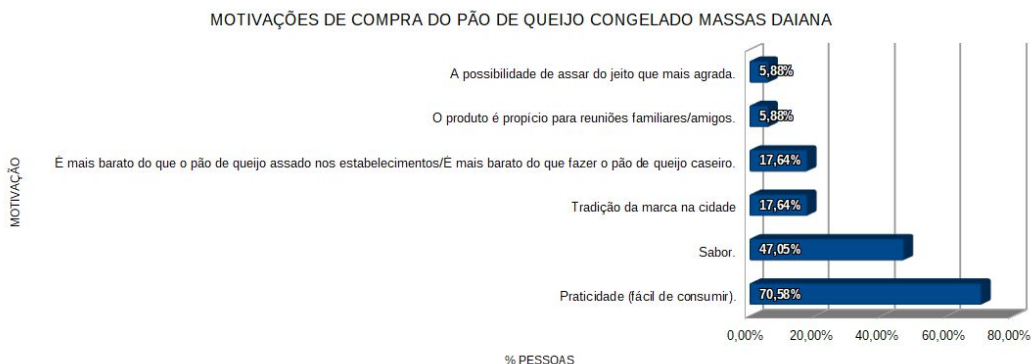 MOTIVAÇÕES DE COMPRA DO PÃO DE QUEIJO CONGELADO MASSAS DAIANA
MOTIVAÇÃO
A possibilidade de assar do jeito que mais agrada.
5,88%
O produto é propício para reuniões familiares/amigos.
5,88%
É mais barato do que o pão de queijo assado nos estabelecimentos/É mais barato do que fazer o pão de queijo caseiro.
17,64%
Tradição da marca na cidade
17,64%
Sabor.
47,05%
Praticidade (fácil de consumir).
70,58%
0,00% 20,00% 40,00% 60,00% 80,00%
% PESSOAS